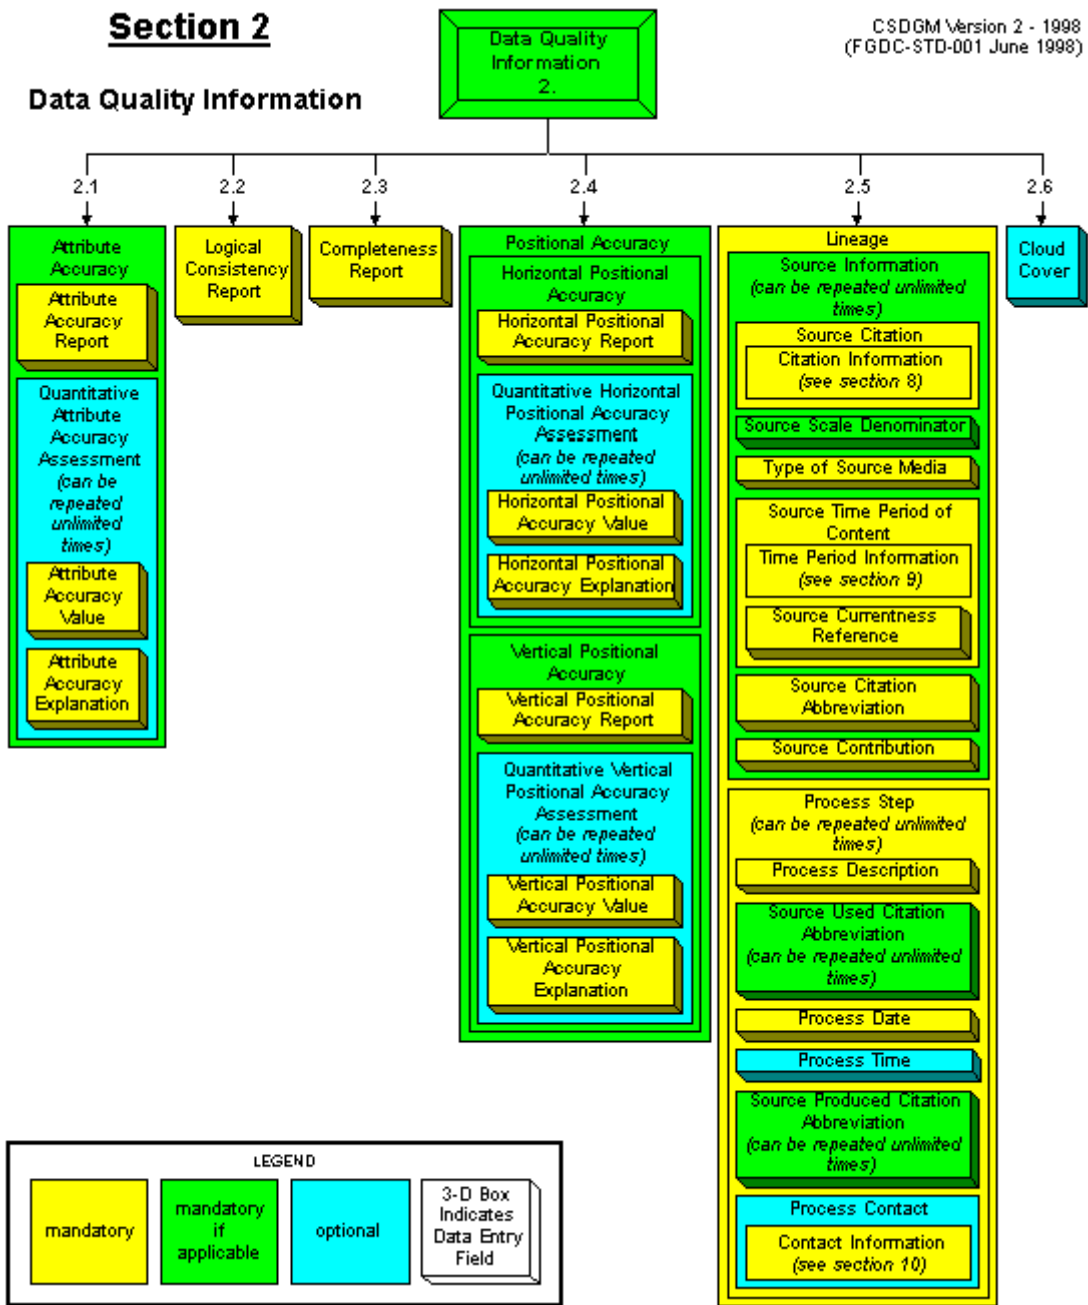 Section 2
CSDGM Version 2 - 1998
(FGDC-STD-001 June 1998)
Data Quality Information
Data Quality
Information
2.
2.1
2.2
2.3
2.4
2.5
2.6
Attribute
Accuracy
Attribute
Accuracy
Report
Quantitative
Attribute
Accuracy
Assessment
(can be
repeated
unlimited
times)
Attribute
Accuracy
Value
Attribute
Accuracy
Explanation
Logical
Consistency
Report
Completeness
Report
Positional Accuracy
Horizontal Positional
Accuracy
Horizontal Positional
Accuracy Report
Quantitative Horizontal
Positional Accuracy
Assessment
(can be repeated
unlimited times)
Horizontal Positional
Accuracy Value
Horizontal Positional
Accuracy Explanation
Vertical Positional
Accuracy
Vertical Positional
Accuracy Report
Quantitative Vertical
Positional Accuracy
Assessment
(can be repeated
unlimited times)
Vertical Positional
Accuracy Value
Vertical Positional
Accuracy
Explanation
Lineage
Source Information
(can be repeated unlimited
times)
Source Citation
Citation Information
(see section 8)
Source Scale Denominator
Type of Source Media
Source Time Period of
Content
Time Period Information
(see section 9)
Source Currentness
Reference
Source Citation
Abbreviation
Source Contribution
Process Step
(can be repeated unlimited
times)
Process Description
Source Used Citation
Abbreviation
(can be repeated unlimited
times)
Process Date
Process Time
Source Produced Citation
Abbreviation
(can be repeated unlimited
times)
Process Contact
Contact Information
(see section 10)
Cloud
Cover
LEGEND
mandatory
mandatory
if
applicable
optional
3-D Box
Indicates
Data Entry
Field